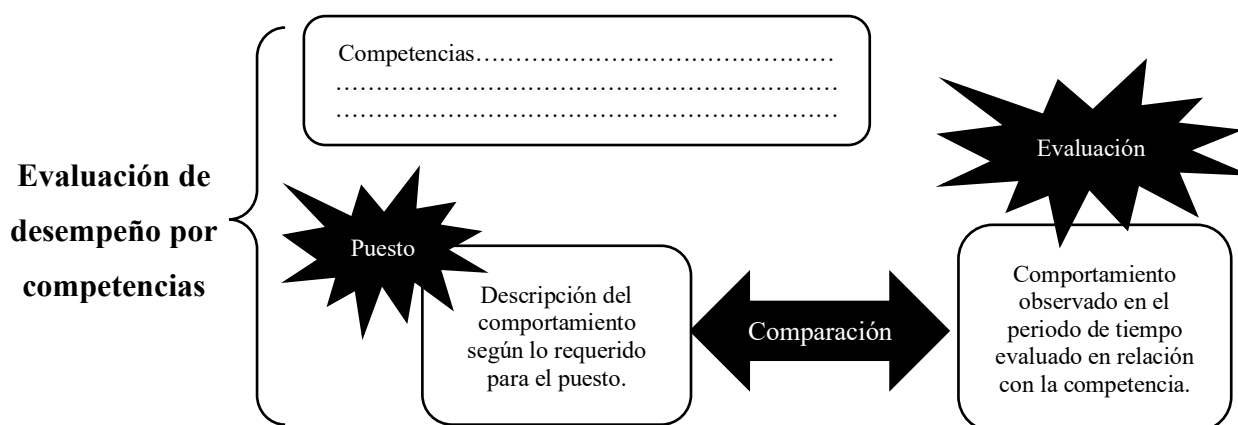 Competencias……………………………………….
…………………………………………………………
…………………………………………………………
Evaluación de
desempeño por
competencias
Puesto
Descripción del
comportamiento
según lo requerido
para el puesto.
Comparación
Evaluación
Comportamiento
observado en el
periodo de tiempo
evaluado en relación
con la competencia.